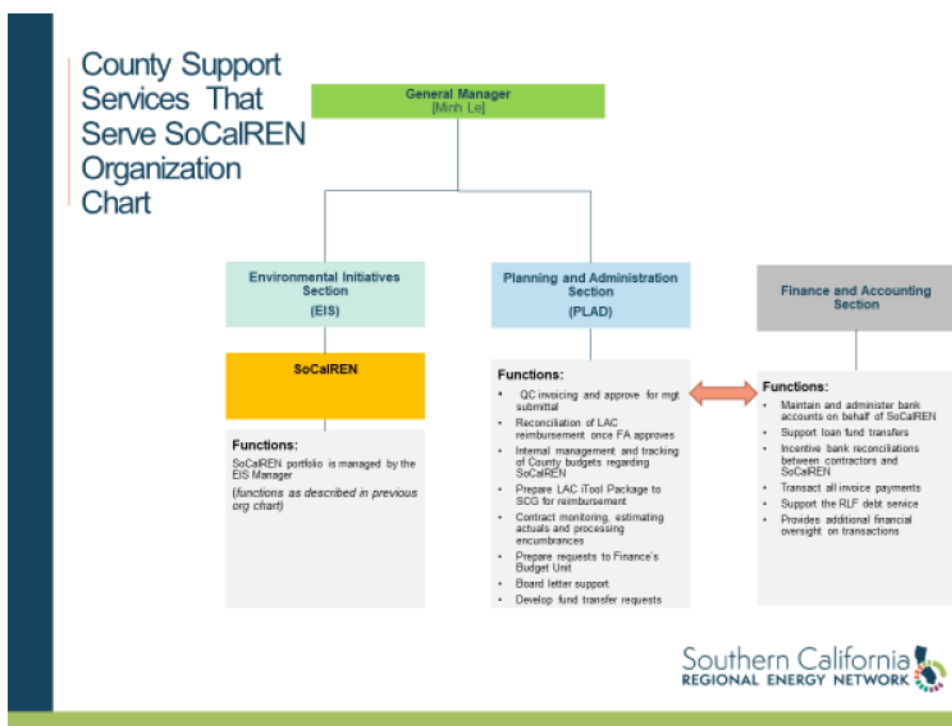 County Support
Services That
Serve SoCalREN
Organization
Chart
General Manager
[Minh Le]
Environmental Initiatives
Section
(EIS)
SoCalREN
Functions:
SoCalREN portfolio is managed by the
EIS Manager
(functions as described in previous
org chart)
Planning and Administration
Section
(PLAD)
Functions:
• QC invoicing and approve for mgt
submittal
• Reconciliation of LAC
reimbursement once FA approves
• Internal management and tracking
of County budgets regarding
SoCalREN
• Prepare LAC iTool Package to
SCG for reimbursement
• Contract monitoring, estimating
actuals and processing
encumbrances
• Prepare requests to Finance's
Budget Unit
• Board letter support
• Develop fund transfer requests
Finance and Accounting
Section
Functions:
• Maintain and administer bank
accounts on behalf of SoCalREN
• Support loan fund transfers
• Incentive bank reconciliations
between contractors and
SoCalREN
• Transact all invoice payments
• Support the RLF debt service
• Provides additional financial
oversight on transactions
Southern California
REGIONAL ENERGY NETWORK